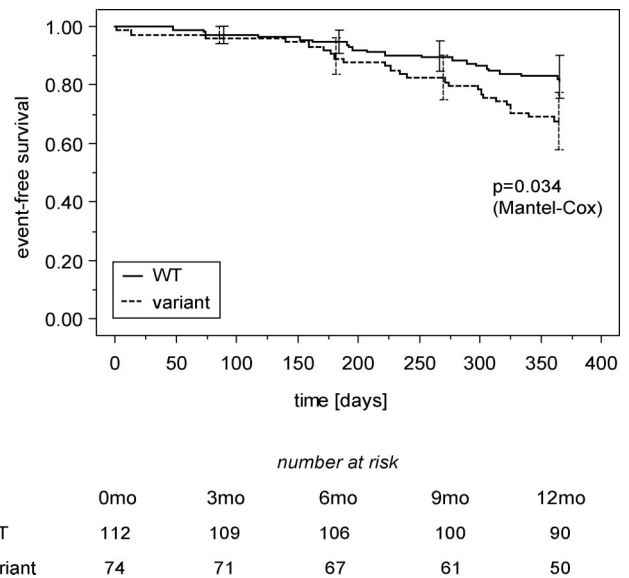 1.00
0.80
0.60
0.40
0.20
0.00
event-free survival
p=0.034
(Mantel-Cox)
WT
variant
0 50 100 150 200 250 300 350 400
time [days]
number at risk
0mo 3mo 6mo 9mo 12mo
T 112 109 106 100 90
riant 74 71 67 61 50